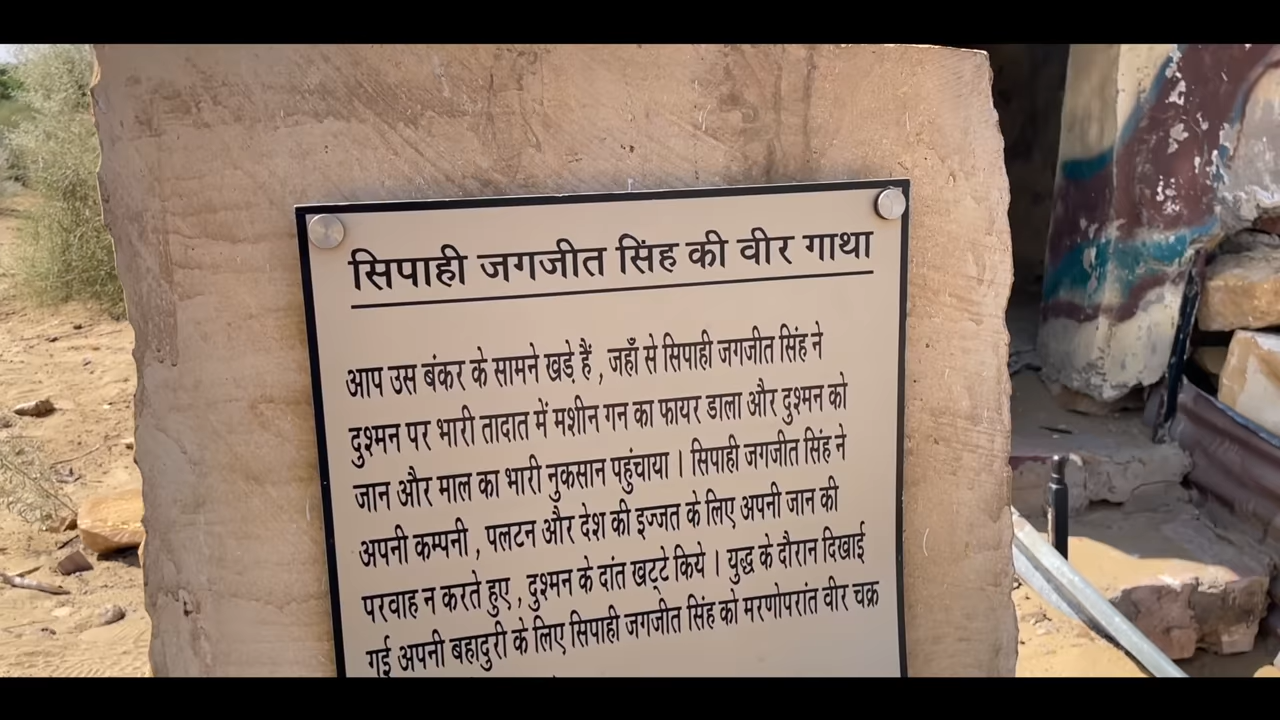 सिपाही जगजीत सिंह की वीर गाथा
आप उस बंकर के सामने खड़े हैं , जहाँ से सिपाही जगजीत सिंह ने
दुश्मन पर भारी तादात में मशीन गन का फायर डाला और दुश्मन को
जान और माल का भारी नुकसान पहुंचाया । सिपाही जगजीत सिंह ने
अपनी कम्पनी , पलटन और देश की इज्जत के लिए अपनी जान की
परवाह न करते हुए , दुश्मन के दांत खट्टे किये । युद्ध के दौरान दिखाई
गई अपनी बहादुरी के लिए सिपाही जगजीत सिंह को मरणोपरांत वीर चक्र